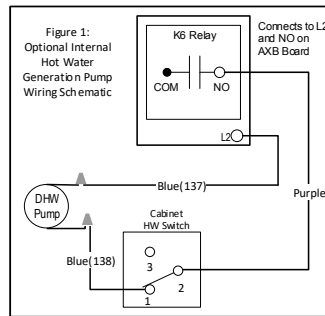 Figure 1:
Optional Internal
Hot Water
Generation Pump
Wiring Schematic
K6 Relay
COM
NO
L2
Connects to L2
and NO on
AXB Board
Blue(137)
Purple
DHW
Pump
Blue(138)
Cabinet
HW Switch
3
2
1